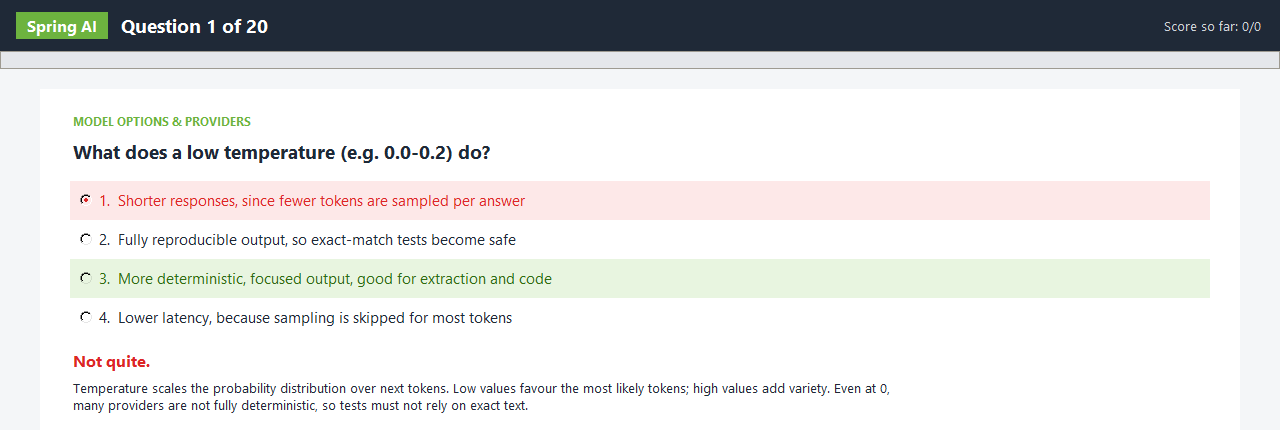 Spring AI
Question 1 of 20
Score so far: 0/0
MODEL OPTIONS & PROVIDERS
What does a low temperature (e.g. 0.0-0.2) do?
1. Shorter responses, since fewer tokens are sampled per answer
2. Fully reproducible output, so exact-match tests become safe
3. More deterministic, focused output, good for extraction and code
4. Lower latency, because sampling is skipped for most tokens
Not quite.
Temperature scales the probability distribution over next tokens. Low values favour the most likely tokens; high values add variety. Even at 0,
many providers are not fully deterministic, so tests must not rely on exact text.